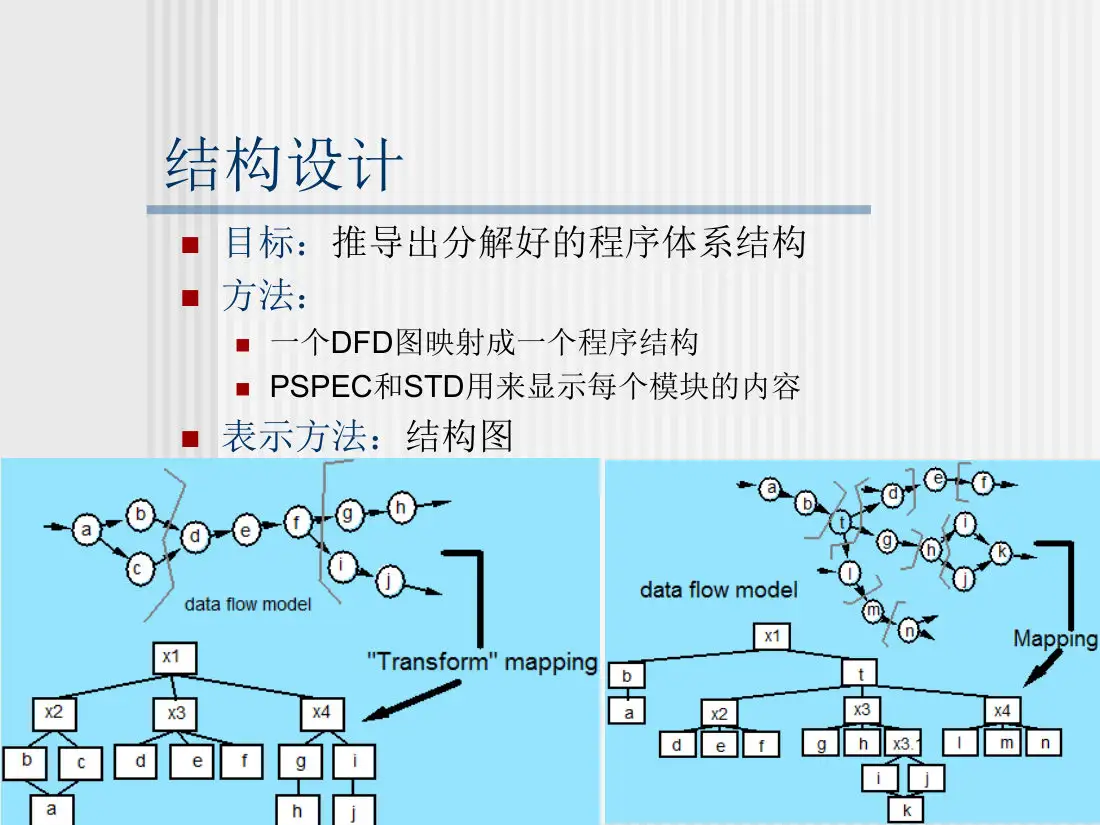 结构设计
目标：推导出分解好的程序体系结构
方法：
一个DFD图映射成一个程序结构
PSPEC和STD用来显示每个模块的内容
表示方法：结构图
a
b
c
d
e
f
g
h
i
j
data flow model
"Transform" mapping
x1
x2 x3 x4
b c d e f g i
a h j
a
b
t
d
e
f
g
h
i
j
k
l
m
n
data flow model
Mapping
x1
b t
a x2 x3 x4
d e f g h x3.1 l m n
i j
k